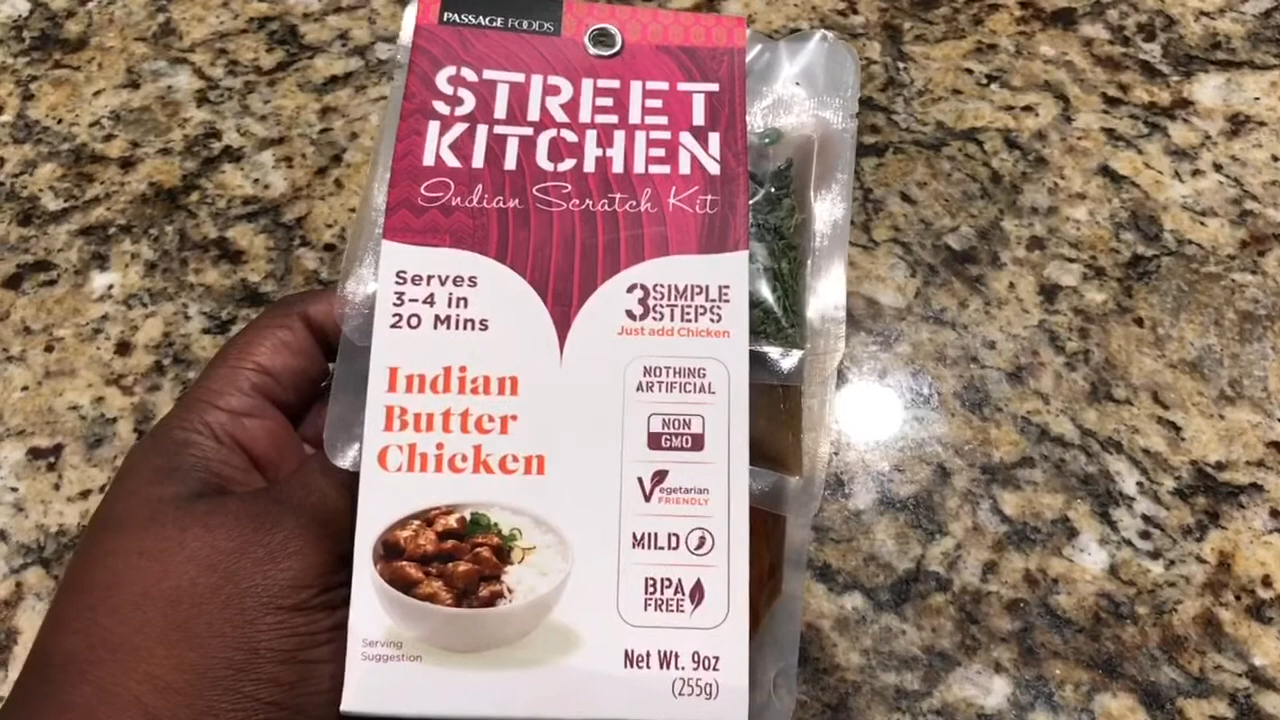 PASSAGE FOODS
STREET
KITCHEN
Indian Scratch Kit
Serves
3-4 in
20 Mins
3 SIMPLE
STEPS
Just add Chicken
Indian
Butter
Chicken
NOTHING
ARTIFICIAL
NON
GMO
Vegetarian
FRIENDLY
MILD
BPA
FREE
Serving
Suggestion
Net Wt. 9oz
(255g)